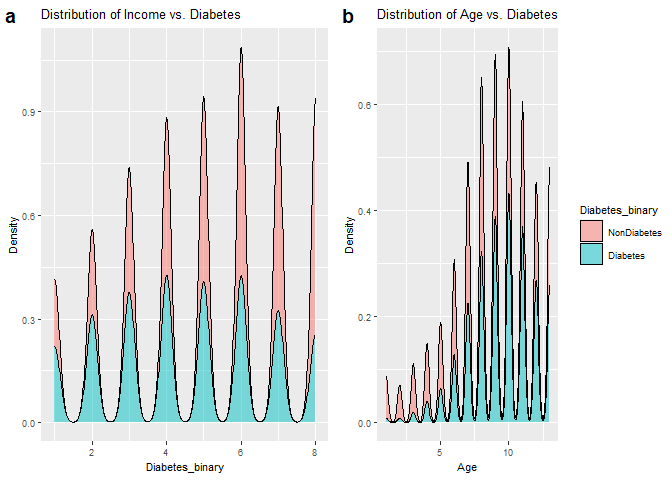 a
Distribution of Income vs. Diabetes
Density
0.9
0.6
0.3
0.0
2
4
6
8
Diabetes_binary
b
Distribution of Age vs. Diabetes
Density
0.6
0.4
0.2
0.0
5
10
Age
Diabetes_binary
NonDiabetes
Diabetes